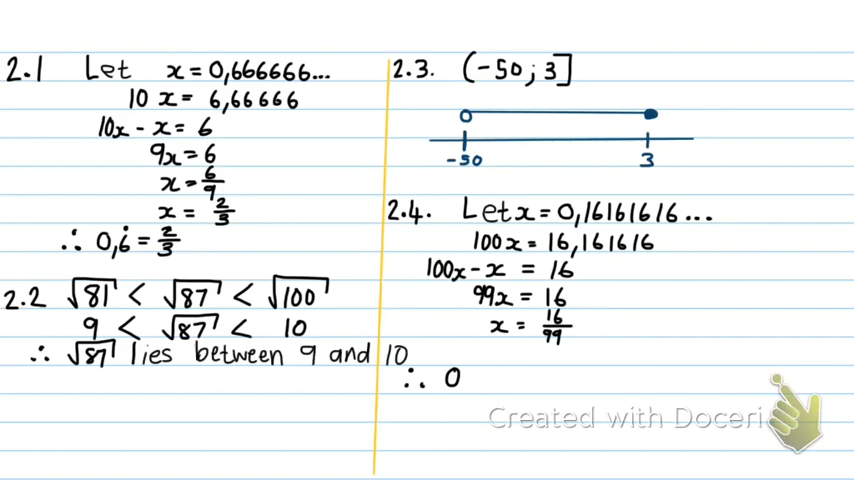 2.1 Let x = 0,666666...
10 x = 6,66666
10x - x = 6
9x = 6
x = 6/9
x = 2/3
∴ 0,6̇ = 2/3
2.2 √81 < √87 < √100
9 < √87 < 10
∴ √87 lies between 9 and 10
2.3. (-50; 3]
-50 3
2.4. Let x = 0,16161616...
100x = 16,161616
100x - x = 16
99x = 16
x = 16/99
∴ 0
Created with Doceri